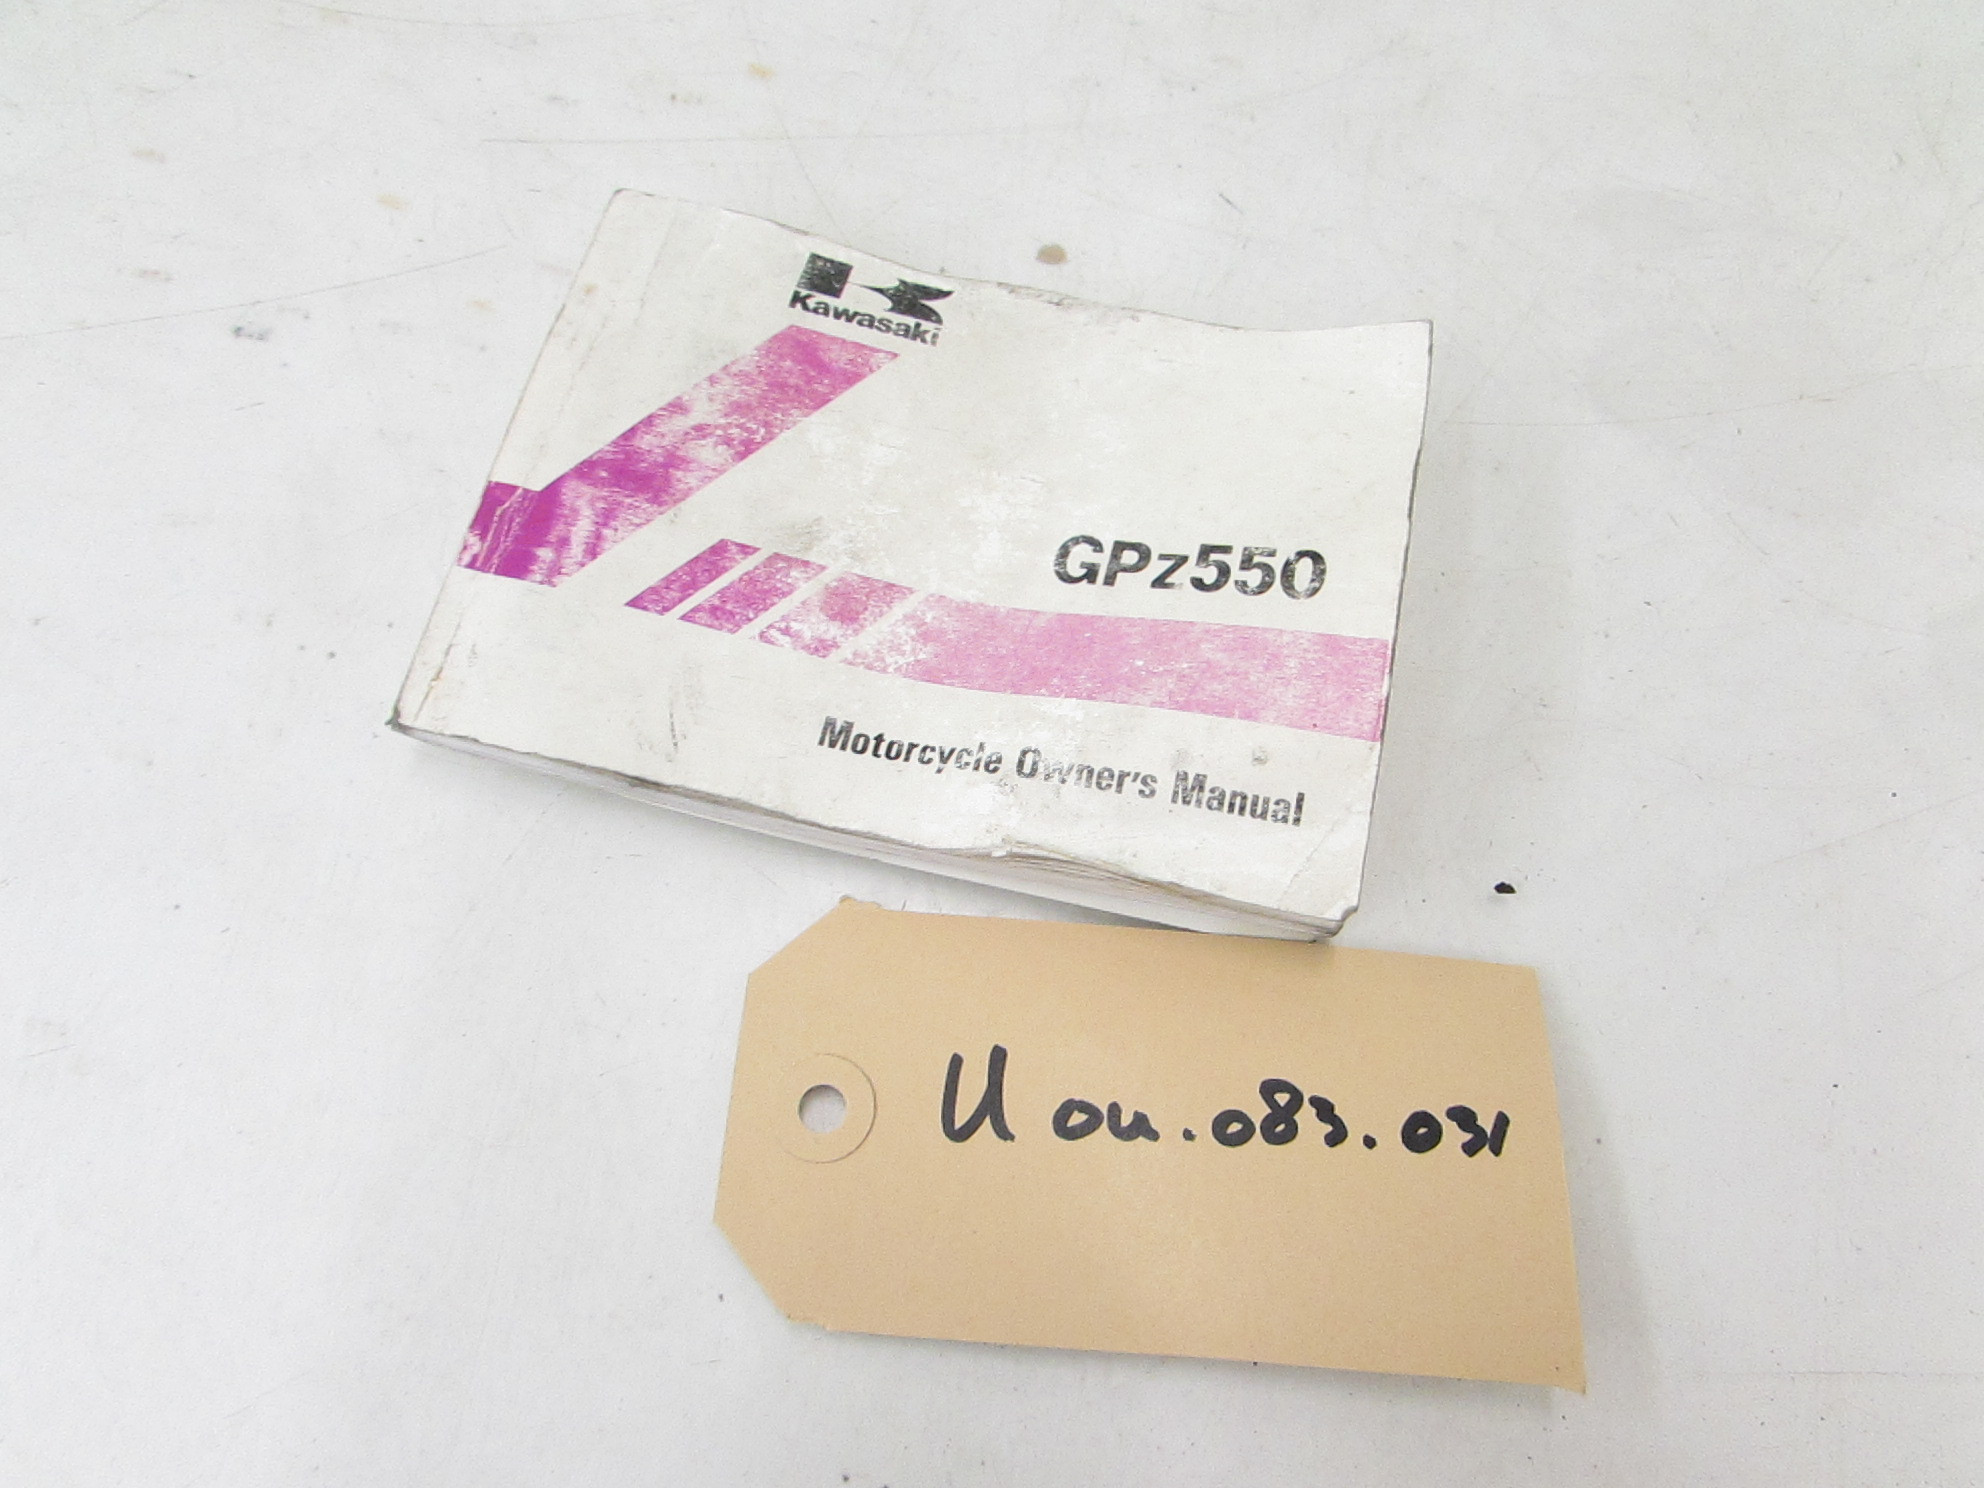 Kawasaki
GPz550
Motorcycle Owner's Manual
U ou.083.031